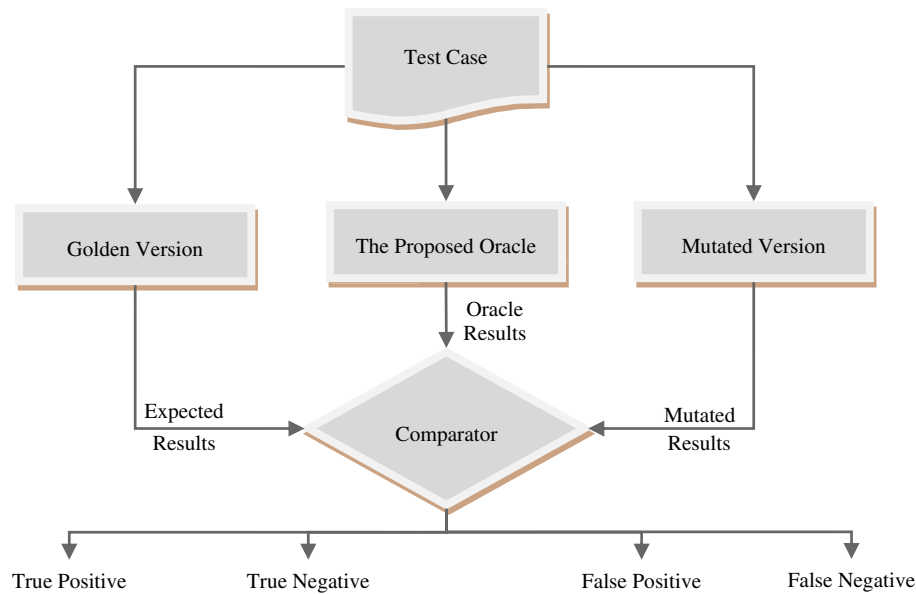 Test Case
Golden Version
The Proposed Oracle
Mutated Version
Oracle
Results
Expected
Results
Mutated
Results
Comparator
True Positive
True Negative
False Positive
False Negative